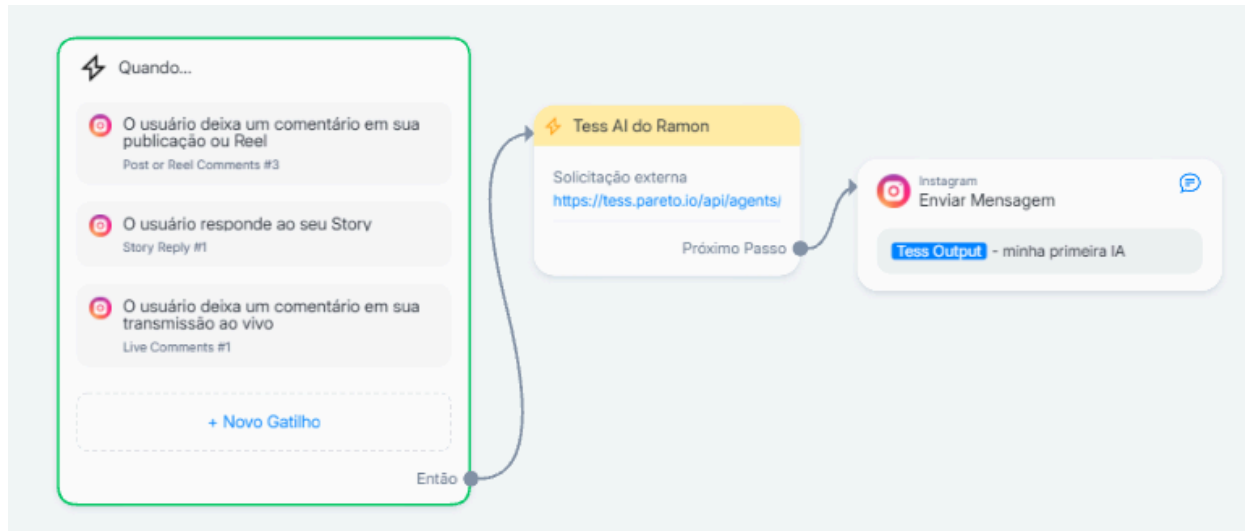 Quando...
O usuário deixa um comentário em sua
publicação ou Reel
Post or Reel Comments #3
O usuário responde ao seu Story
Story Reply #1
O usuário deixa um comentário em sua
transmissão ao vivo
Live Comments #1
+ Novo Gatilho
Então
Tess AI do Ramon
Solicitação externa
https://tess.pareto.io/api/agents/
Próximo Passo
Instagram
Enviar Mensagem
Tess Output - minha primeira IA